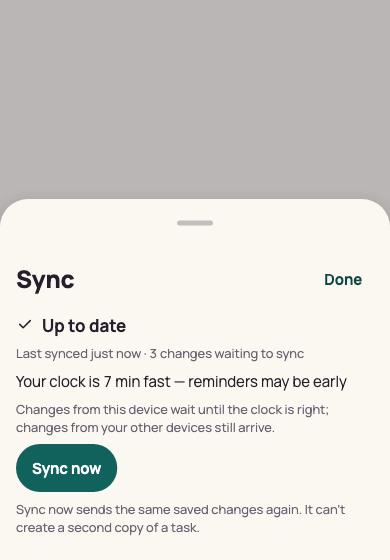 Sync
Done
Up to date
Last synced just now · 3 changes waiting to sync
Your clock is 7 min fast — reminders may be early
Changes from this device wait until the clock is right;
changes from your other devices still arrive.
Sync now
Sync now sends the same saved changes again. It can't
create a second copy of a task.